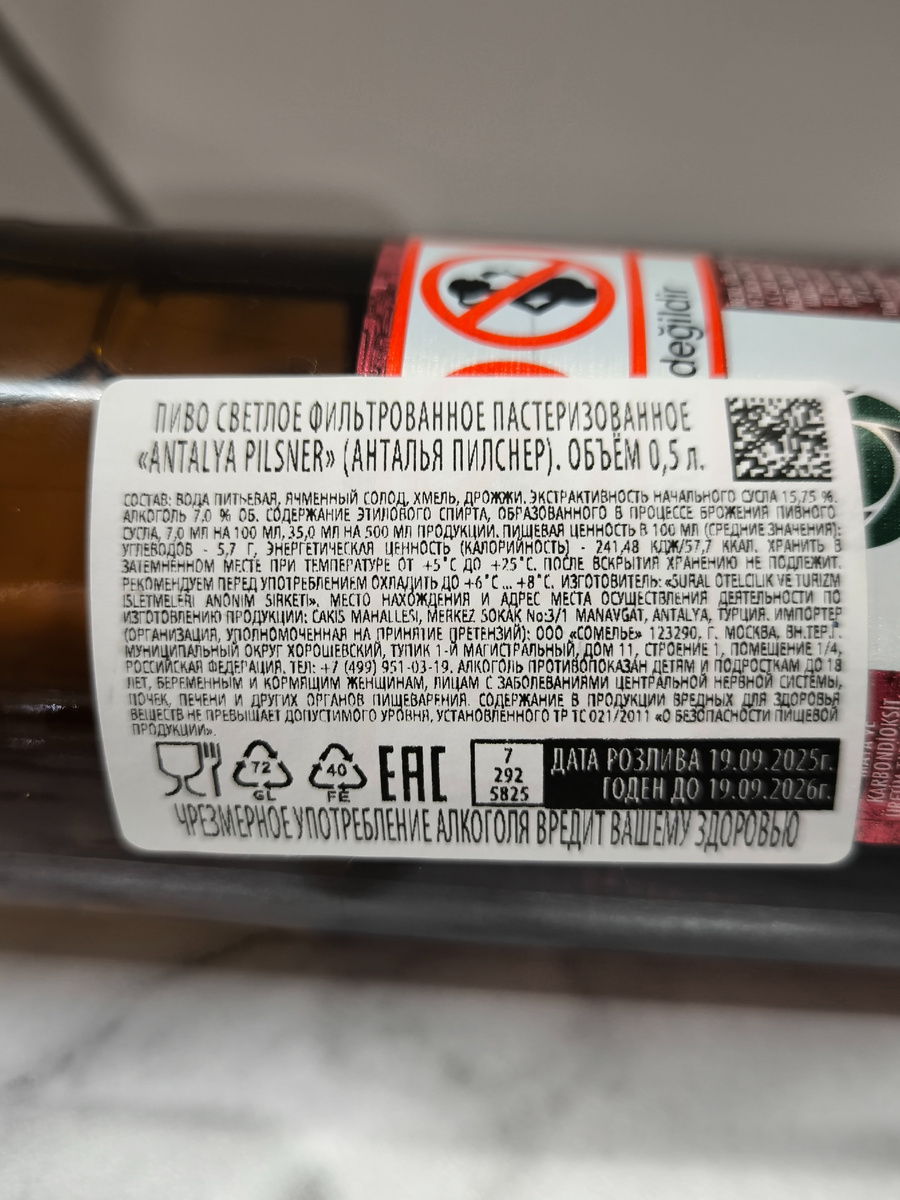 değildir
ПИВО СВЕТЛОЕ ФИЛЬТРОВАННОЕ ПАСТЕРИЗОВАННОЕ
«ANTALYA PILSNER» (АНТАЛЬЯ ПИЛСНЕР). ОБЪЁМ 0,5 л.
СОСТАВ: ВОДА ПИТЬЕВАЯ, ЯЧМЕННЫЙ СОЛОД, ХМЕЛЬ, ДРОЖЖИ. ЭКСТРАКТИВНОСТЬ НАЧАЛЬНОГО СУСЛА 15,75 %.
АЛКОГОЛЬ 7,0 % ОБ. СОДЕРЖАНИЕ ЭТИЛОВОГО СПИРТА, ОБРАЗОВАННОГО В ПРОЦЕССЕ БРОЖЕНИЯ ПИВНОГО
СУСЛА, 7,0 МЛ НА 100 МЛ, 35,0 МЛ НА 500 МЛ ПРОДУКЦИИ. ПИЩЕВАЯ ЦЕННОСТЬ В 100 МЛ (СРЕДНИЕ ЗНАЧЕНИЯ):
УГЛЕВОДОВ - 5,7 Г, ЭНЕРГЕТИЧЕСКАЯ ЦЕННОСТЬ (КАЛОРИЙНОСТЬ) - 241,48 КДЖ/57,7 ККАЛ. ХРАНИТЬ В
ЗАТЕМНЕННОМ МЕСТЕ ПРИ ТЕМПЕРАТУРЕ ОТ +5°С ДО +25°С. ПОСЛЕ ВСКРЫТИЯ ХРАНЕНИЮ НЕ ПОДЛЕЖИТ.
РЕКОМЕНДУЕМ ПЕРЕД УПОТРЕБЛЕНИЕМ ОХЛАДИТЬ ДО +6°С ... +8°С. ИЗГОТОВИТЕЛЬ: «SURAL OTELCILIK VE TURIZM
ISLETMELERI ANONIM SIRKETI». МЕСТО НАХОЖДЕНИЯ И АДРЕС МЕСТА ОСУЩЕСТВЛЕНИЯ ДЕЯТЕЛЬНОСТИ ПО
ИЗГОТОВЛЕНИЮ ПРОДУКЦИИ: CAKIS MAHALLESI, MERKEZ SOKAK No:3/1 MANAVGAT, ANTALYA, ТУРЦИЯ. ИМПОРТЕР
(ОРГАНИЗАЦИЯ, УПОЛНОМОЧЕННАЯ НА ПРИНЯТИЕ ПРЕТЕНЗИЙ): ООО «СОМЕЛЬЕ» 123290, Г. МОСКВА, ВН.ТЕР.Г.
МУНИЦИПАЛЬНЫЙ ОКРУГ ХОРОШЕВСКИЙ, ТУПИК 1-Й МАГИСТРАЛЬНЫЙ, ДОМ 11, СТРОЕНИЕ 1, ПОМЕЩЕНИЕ 1/4,
РОССИЙСКАЯ ФЕДЕРАЦИЯ, ТЕЛ: +7 (499) 951-03-19. АЛКОГОЛЬ ПРОТИВОПОКАЗАН ДЕТЯМ И ПОДРОСТКАМ ДО 18
ЛЕТ, БЕРЕМЕННЫМ И КОРМЯЩИМ ЖЕНЩИНАМ, ЛИЦАМ С ЗАБОЛЕВАНИЯМИ ЦЕНТРАЛЬНОЙ НЕРВНОЙ СИСТЕМЫ,
ПОЧЕК, ПЕЧЕНИ И ДРУГИХ ОРГАНОВ ПИЩЕВАРЕНИЯ. СОДЕРЖАНИЕ В ПРОДУКЦИИ ВРЕДНЫХ ДЛЯ ЗДОРОВЬЯ
ВЕЩЕСТВ НЕ ПРЕВЫШАЕТ ДОПУСТИМОГО УРОВНЯ, УСТАНОВЛЕННОГО ТР ТС 021/2011 «О БЕЗОПАСНОСТИ ПИЩЕВОЙ
ПРОДУКЦИИ».
72
GL
40
FE
EAC
7
292
5825
ДАТА РОЗЛИВА 19.09.2025г.
ГОДЕН ДО 19.09.2026г.
ЧРЕЗМЕРНОЕ УПОТРЕБЛЕНИЕ АЛКОГОЛЯ ВРЕДИТ ВАШЕМУ ЗДОРОВЬЮ